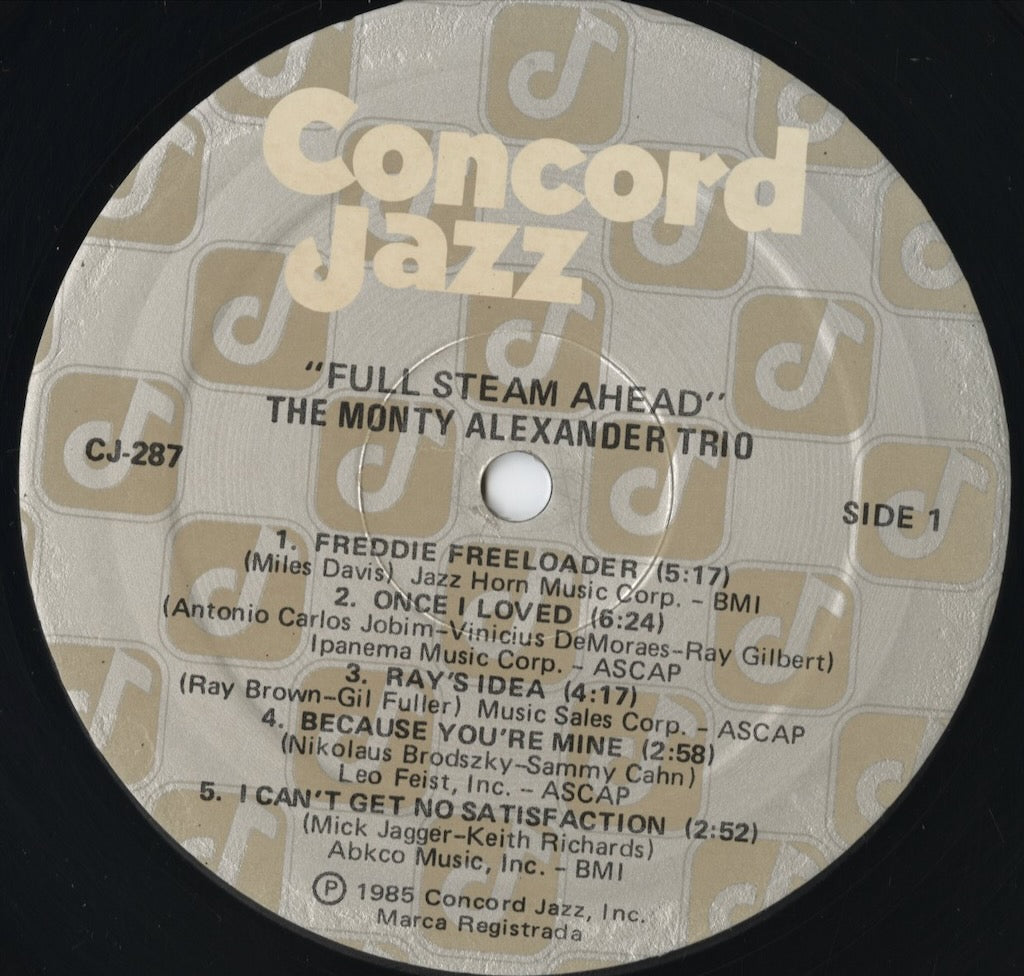 Concord
Jazz
"FULL STEAM AHEAD"
THE MONTY ALEXANDER TRIO
CJ-287
SIDE 1
1. FREDDIE FREELOADER (5:17)
(Miles Davis) Jazz Horn Music Corp. - BMI
2. ONCE I LOVED (6:24)
(Antonio Carlos Jobim-Vinicius DeMoraes-Ray Gilbert)
Ipanema Music Corp. - ASCAP
3. RAY'S IDEA (4:17)
(Ray Brown-Gil Fuller) Music Sales Corp. - ASCAP
4. BECAUSE YOU'RE MINE (2:58)
(Nikolaus Brodszky-Sammy Cahn)
Leo Feist, Inc. - ASCAP
5. I CAN'T GET NO SATISFACTION (2:52)
(Mick Jagger-Keith Richards)
Abkco Music, Inc. - BMI
℗ 1985 Concord Jazz, Inc.
Marca Registrada